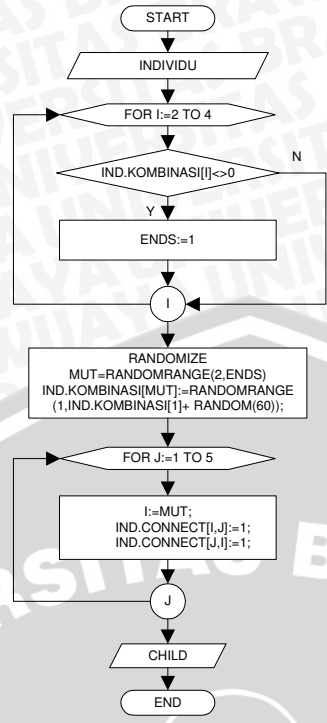 START
INDIVIDU
FOR I:=2 TO 4
N
IND.KOMBINASI[I]<>0
Y
ENDS:=1
I
RANDOMIZE
MUT=RANDOMRANGE(2,ENDS)
IND.KOMBINASI[MUT]:=RANDOMRANGE
(1,IND.KOMBINASI[1]+ RANDOM(60));
FOR J:=1 TO 5
I:=MUT;
IND.CONNECT[I,J]:=1;
IND.CONNECT[J,I]:=1;
J
CHILD
END